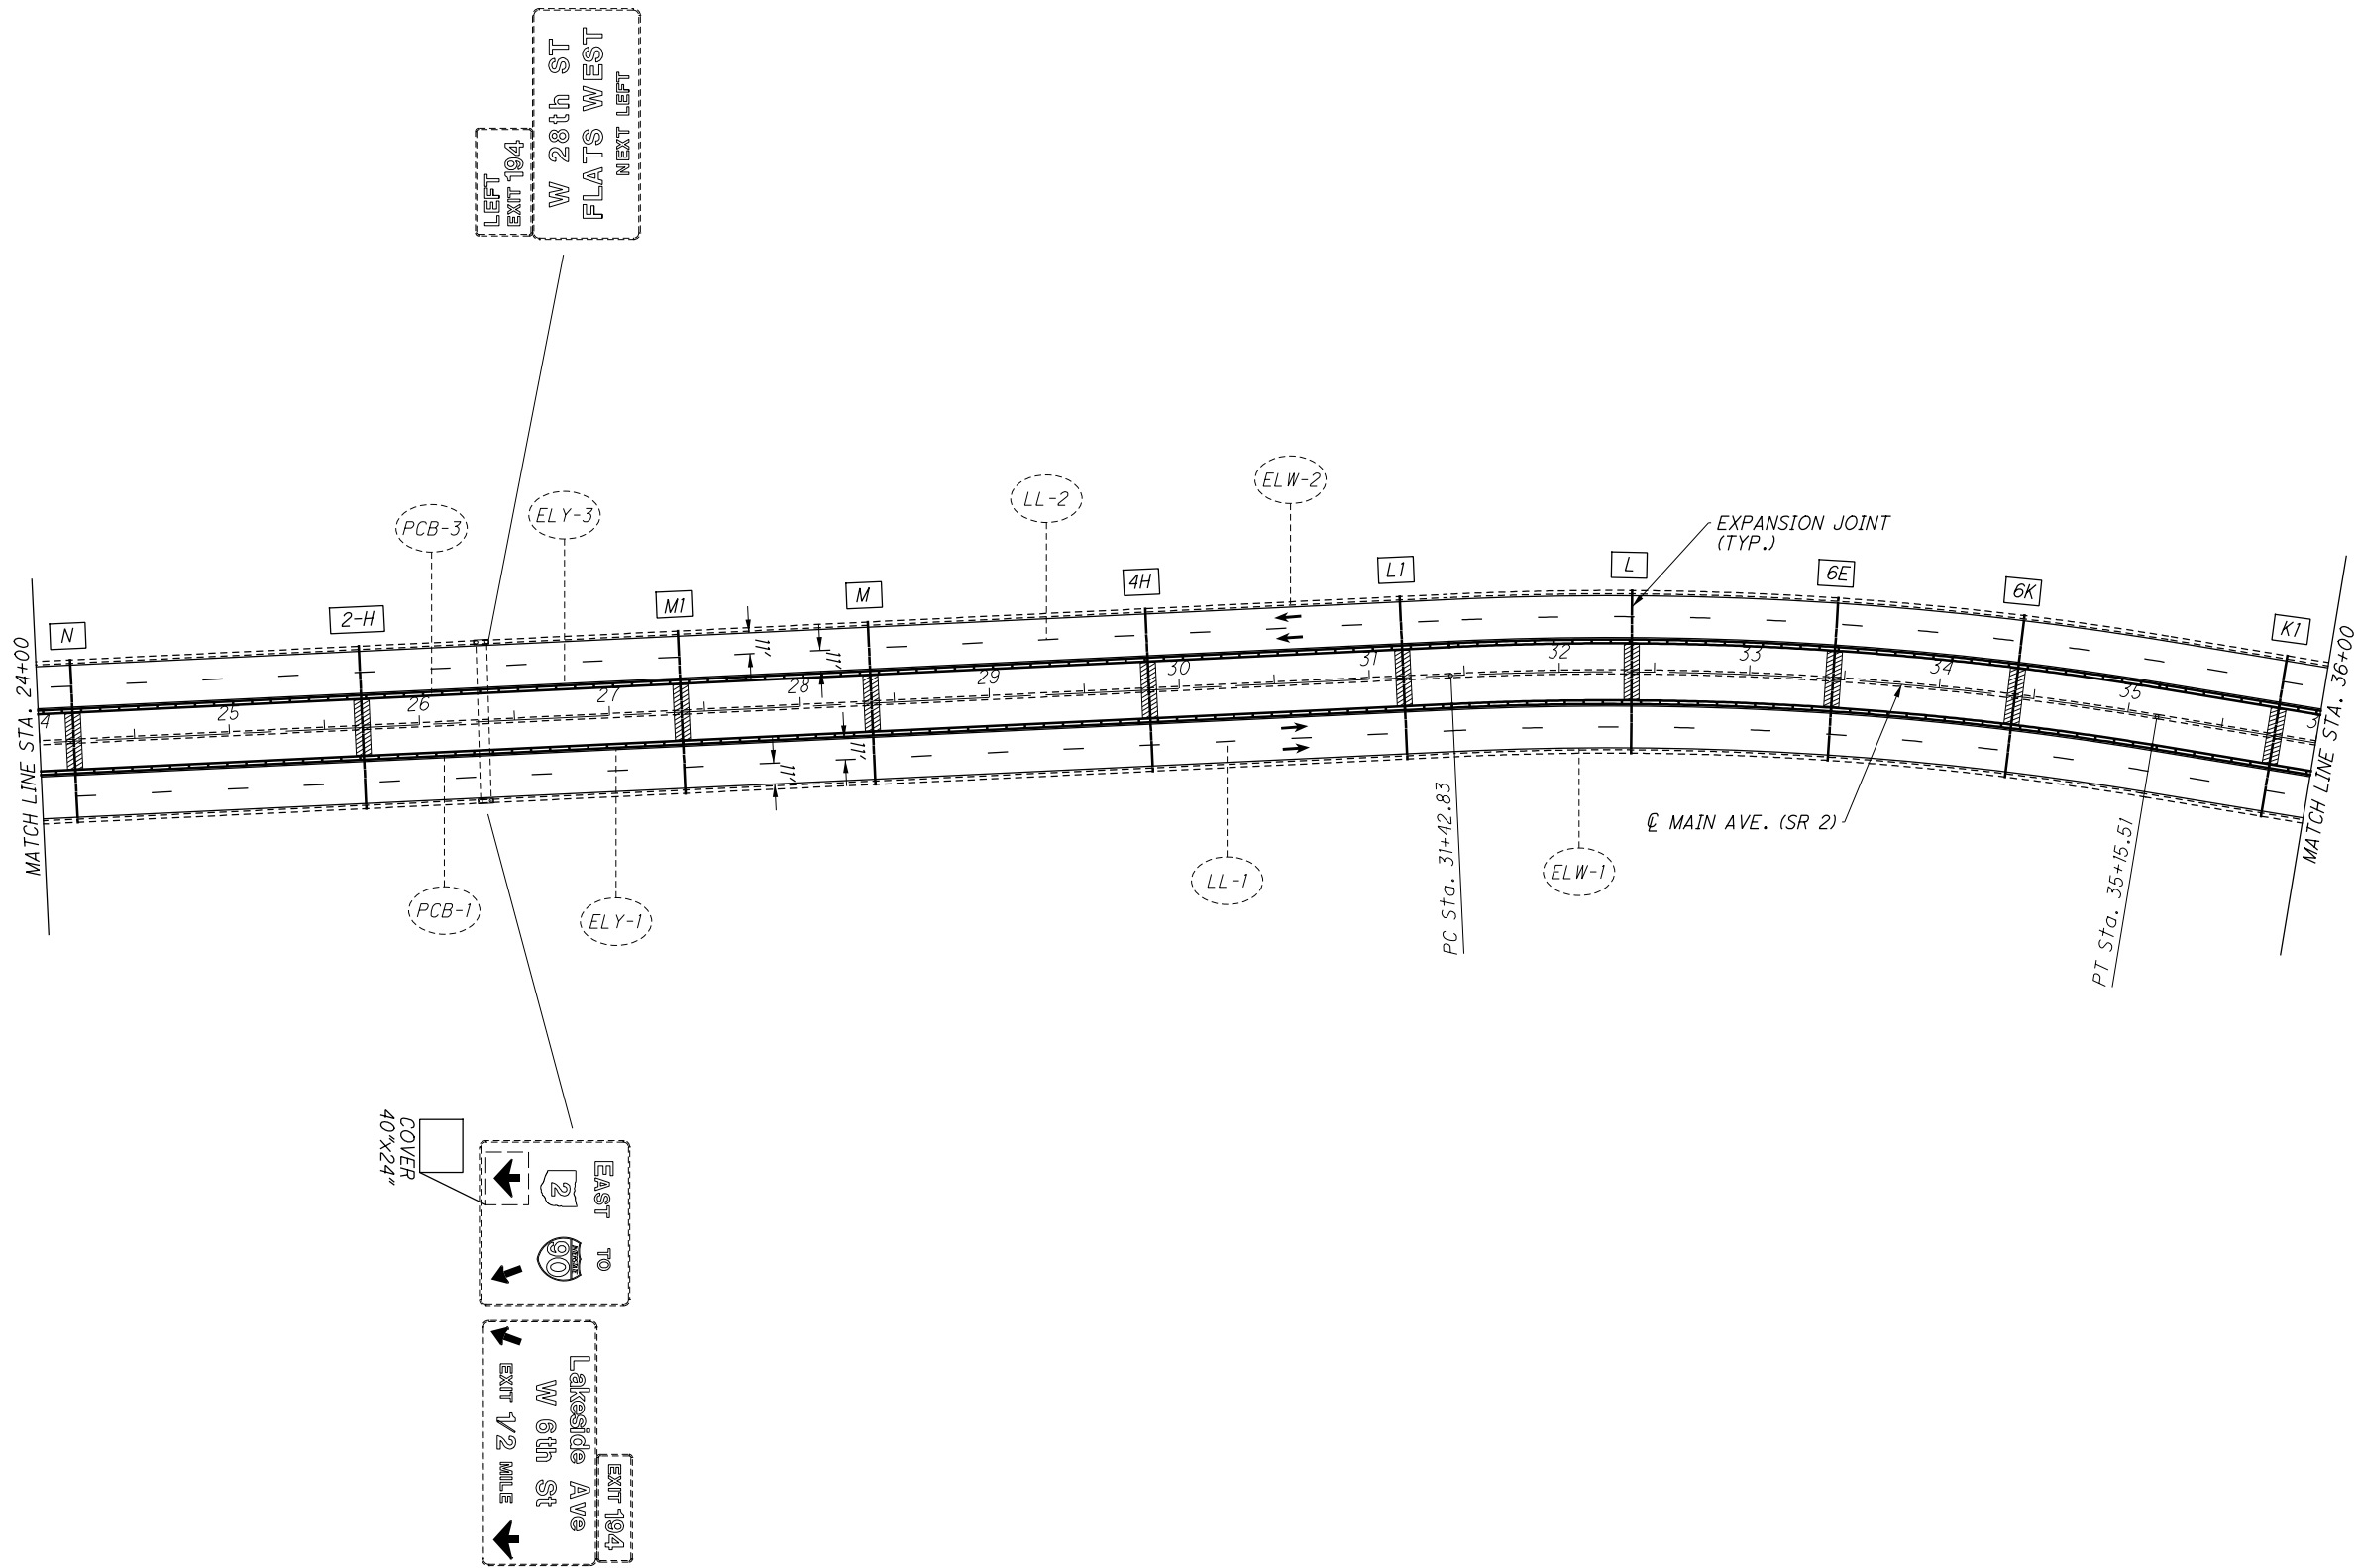 W 28th ST
FLATS WEST
NEXT LEFT
LEFT
EXIT 194
PCB-3
ELY-3
LL-2
ELW-2
EXPANSION JOINT
(TYP.)
N
2-H
M1
M
4H
L1
L
6E
6K
K1
MATCH LINE STA. 24+00
MATCH LINE STA. 36+00
11'
11'
11'
11'
4
25
26
27
28
29
30
31
32
33
34
35
3
PCB-1
ELY-1
LL-1
ELW-1
PC Sta. 31+42.83
℄ MAIN AVE. (SR 2)
PT Sta. 35+15.51
COVER
40"x24"
EAST TO
2
90
EXIT 194
Lakeside Ave
W 6th St
EXIT 1/2 MILE